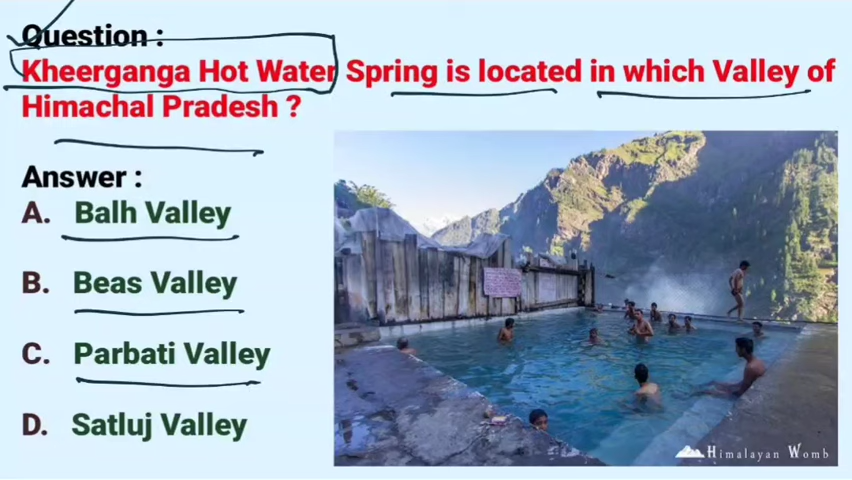 Question :
Kheerganga Hot Water Spring is located in which Valley of
Himachal Pradesh ?
Answer :
A. Balh Valley
B. Beas Valley
C. Parbati Valley
D. Satluj Valley
Himalayan Womb